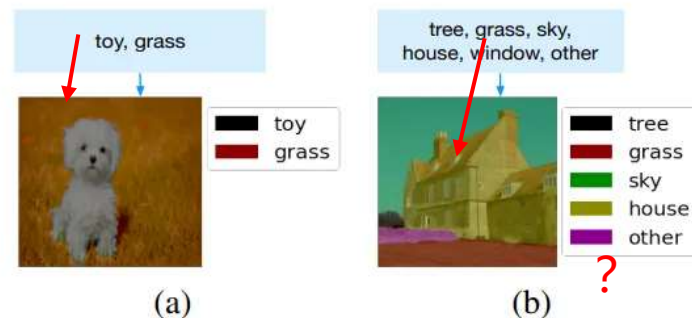 toy, grass
tree, grass, sky,
house, window, other
toy
grass
tree
grass
sky
house
other
?
(a)
(b)